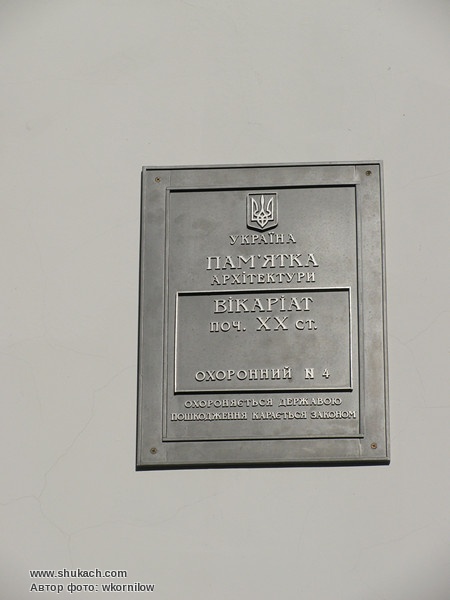 УКРАЇНА
ПАМ'ЯТКА
АРХІТЕКТУРИ
ВІКАРІАТ
ПОЧ. XX СТ.
ОХОРОННИЙ N 4
ОХОРОНЯЄТЬСЯ ДЕРЖАВОЮ
ПОШКОДЖЕННЯ КАРАЄТЬСЯ ЗАКОНОМ
www.shukach.com
Автор фото: wkornilow